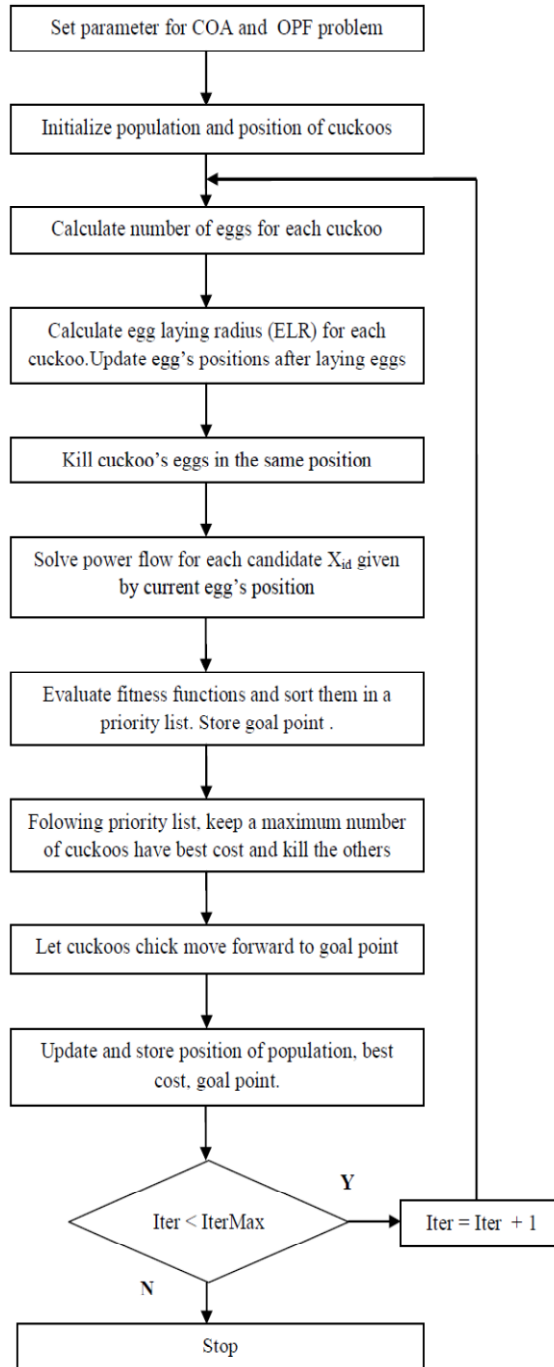 Set parameter for COA and OPF problem
Initialize population and position of cuckoos
Calculate number of eggs for each cuckoo
Calculate egg laying radius (ELR) for each
cuckoo.Update egg's positions after laying eggs
Kill cuckoo's eggs in the same position
Solve power flow for each candidate X_id given
by current egg's position
Evaluate fitness functions and sort them in a
priority list. Store goal point .
Folowing priority list, keep a maximum number
of cuckoos have best cost and kill the others
Let cuckoos chick move forward to goal point
Update and store position of population, best
cost, goal point.
Iter < IterMax
Y
Iter = Iter + 1
N
Stop